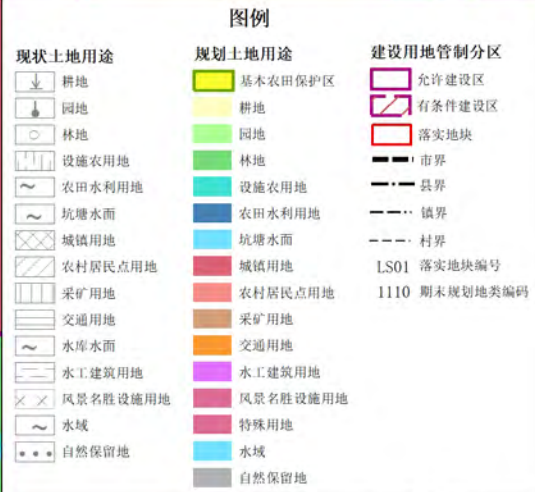 图例
现状土地用途
耕地
园地
林地
设施农用地
农田水利用地
坑塘水面
城镇用地
农村居民点用地
采矿用地
交通用地
水库水面
水工建筑用地
风景名胜设施用地
水域
自然保留地
规划土地用途
基本农田保护区
耕地
园地
林地
设施农用地
农田水利用地
坑塘水面
城镇用地
农村居民点用地
采矿用地
交通用地
水工建筑用地
风景名胜设施用地
特殊用地
水域
自然保留地
建设用地管制分区
允许建设区
有条件建设区
落实地块
市界
县界
镇界
村界
LS01 落实地块编号
1110 期末规划地类编码